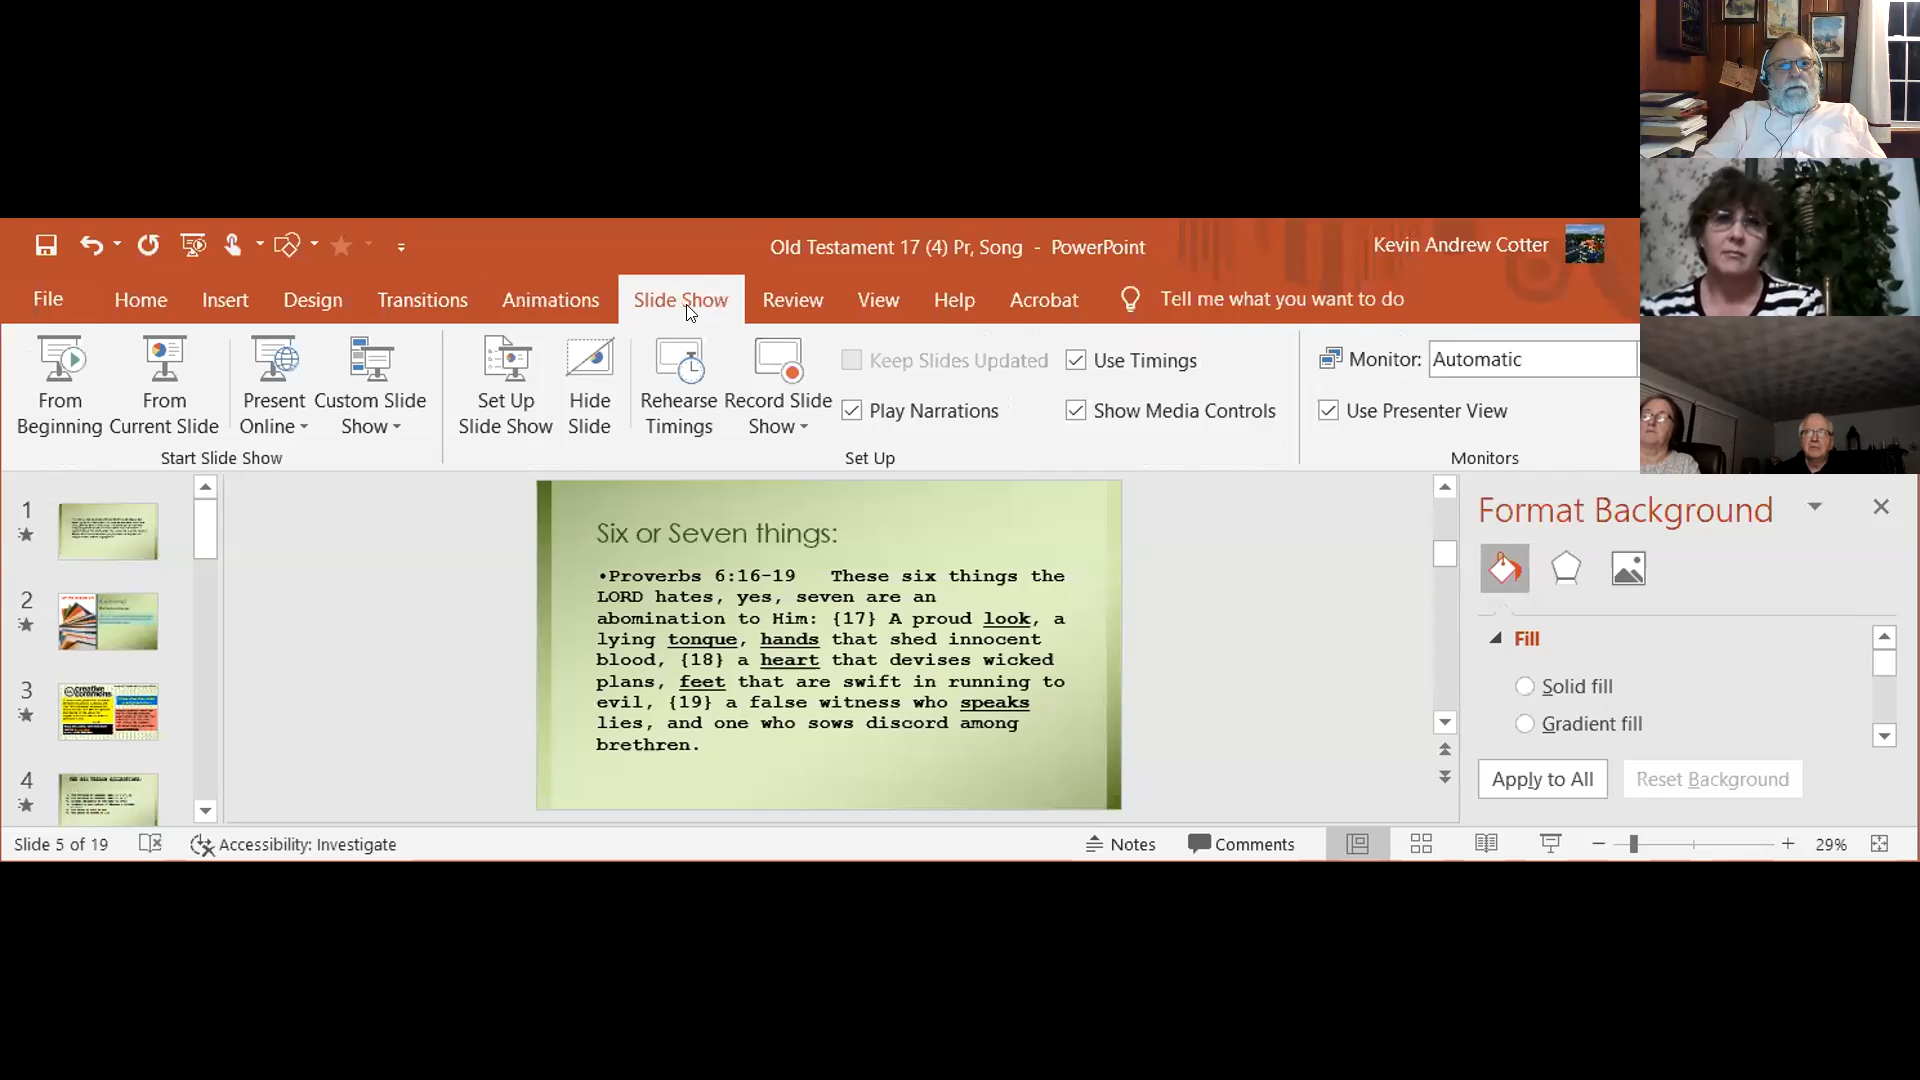 Old Testament 17 (4) Pr, Song - PowerPoint
Kevin Andrew Cotter
File Home Insert Design Transitions Animations Slide Show Review View Help Acrobat Tell me what you want to do
From Beginning
From Current Slide
Present Online
Custom Slide Show
Start Slide Show
Set Up Slide Show
Hide Slide
Rehearse Timings
Record Slide Show
Keep Slides Updated
Play Narrations
Use Timings
Show Media Controls
Set Up
Monitor: Automatic
Use Presenter View
Monitors
1
2
3
creative commons
4
Six or Seven things:
•Proverbs 6:16-19 These six things the
LORD hates, yes, seven are an
abomination to Him: {17} A proud look, a
lying tongue, hands that shed innocent
blood, {18} a heart that devises wicked
plans, feet that are swift in running to
evil, {19} a false witness who speaks
lies, and one who sows discord among
brethren.
Format Background
Fill
Solid fill
Gradient fill
Apply to All
Reset Background
Slide 5 of 19
Accessibility: Investigate
Notes
Comments
29%